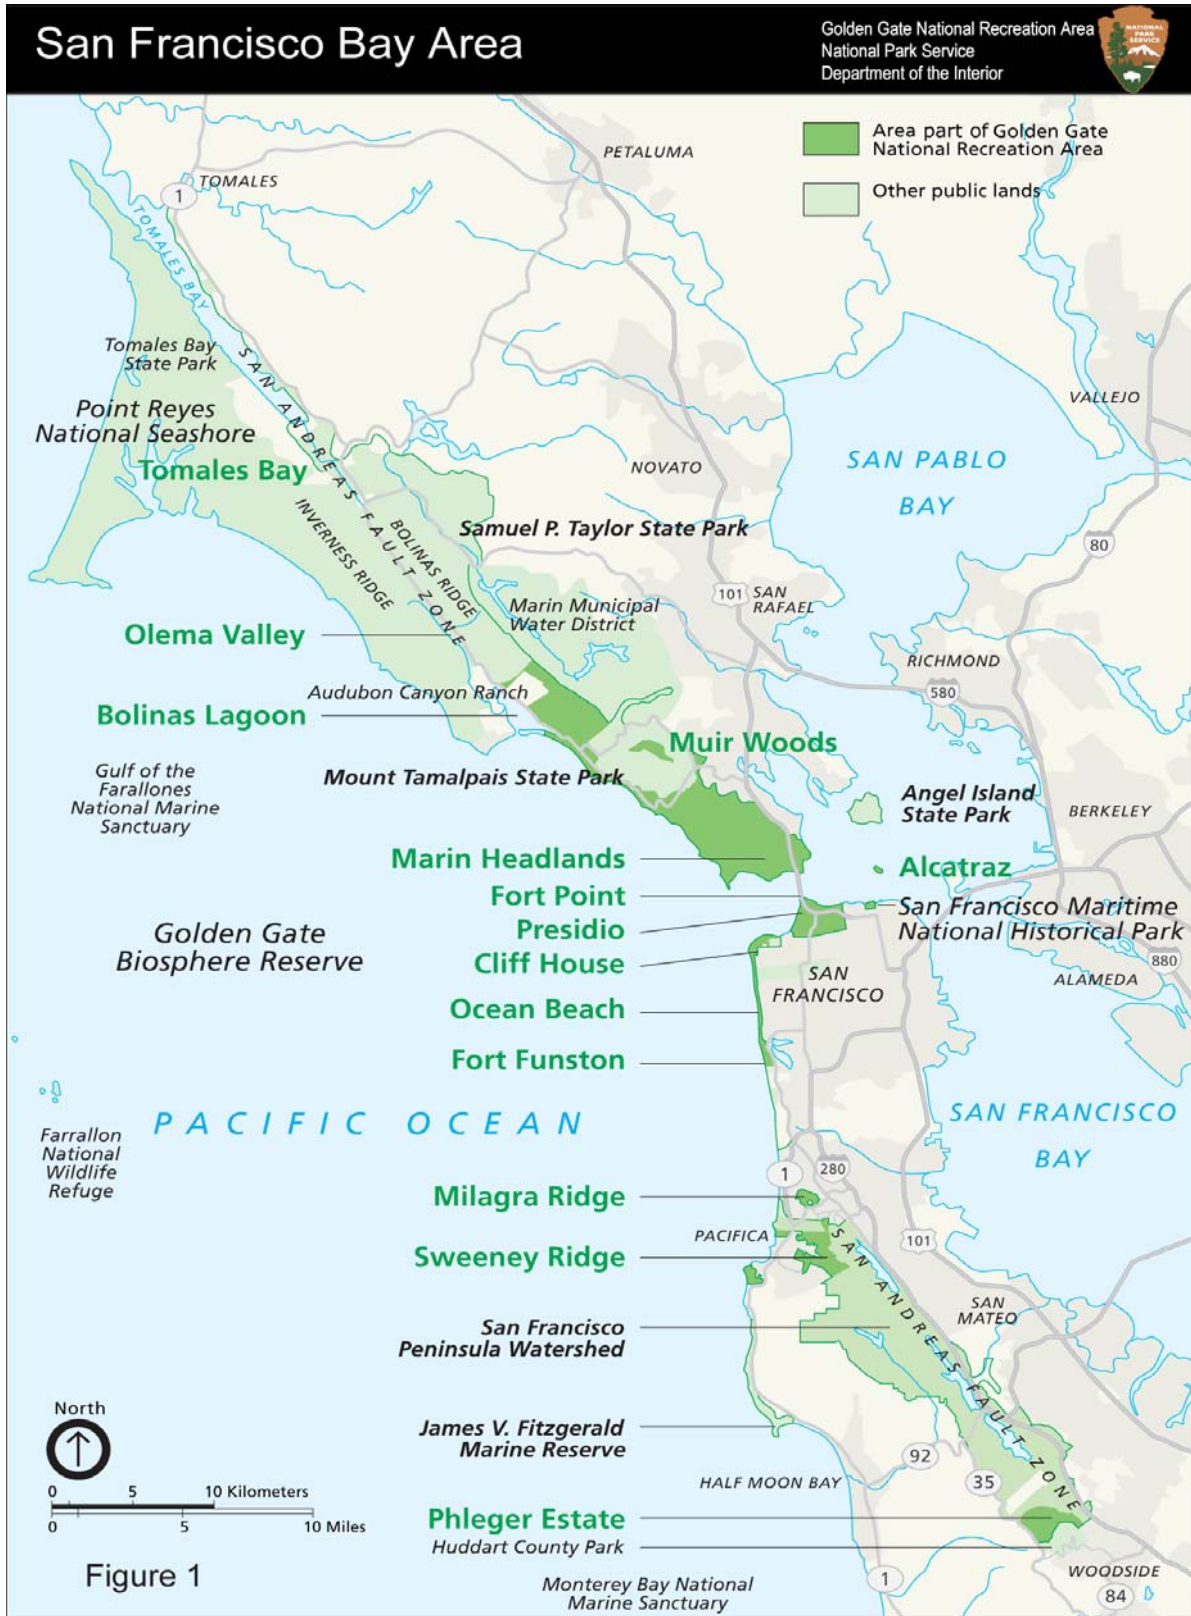 San Francisco Bay Area
Golden Gate National Recreation Area
National Park Service
Department of the Interior
NATIONAL
PARK
SERVICE
Area part of Golden Gate
National Recreation Area
Other public lands
PETALUMA
1
TOMALES
TOMALES BAY
Tomales Bay
State Park
SAN ANDREAS FAULT ZONE
Point Reyes
National Seashore
Tomales Bay
VALLEJO
NOVATO
SAN PABLO
BAY
INVERNESS RIDGE
BOLINAS RIDGE
Samuel P. Taylor State Park
80
101
SAN
RAFAEL
Marin Municipal
Water District
Olema Valley
RICHMOND
580
Audubon Canyon Ranch
Bolinas Lagoon
Muir Woods
Gulf of the
Farallones
National Marine
Sanctuary
Mount Tamalpais State Park
Angel Island
State Park
BERKELEY
Marin Headlands
Alcatraz
Fort Point
San Francisco Maritime
National Historical Park
Presidio
Golden Gate
Biosphere Reserve
Cliff House
SAN
FRANCISCO
880
ALAMEDA
Ocean Beach
Fort Funston
PACIFIC OCEAN
SAN FRANCISCO
BAY
Farrallon
National
Wildlife
Refuge
1
280
Milagra Ridge
PACIFICA
101
Sweeney Ridge
SAN ANDREAS FAULT ZONE
SAN
MATEO
San Francisco
Peninsula Watershed
North
James V. Fitzgerald
Marine Reserve
92
35
HALF MOON BAY
0 5 10 Kilometers
0 5 10 Miles
Phleger Estate
Huddart County Park
Figure 1
Monterey Bay National
Marine Sanctuary
1
WOODSIDE
84